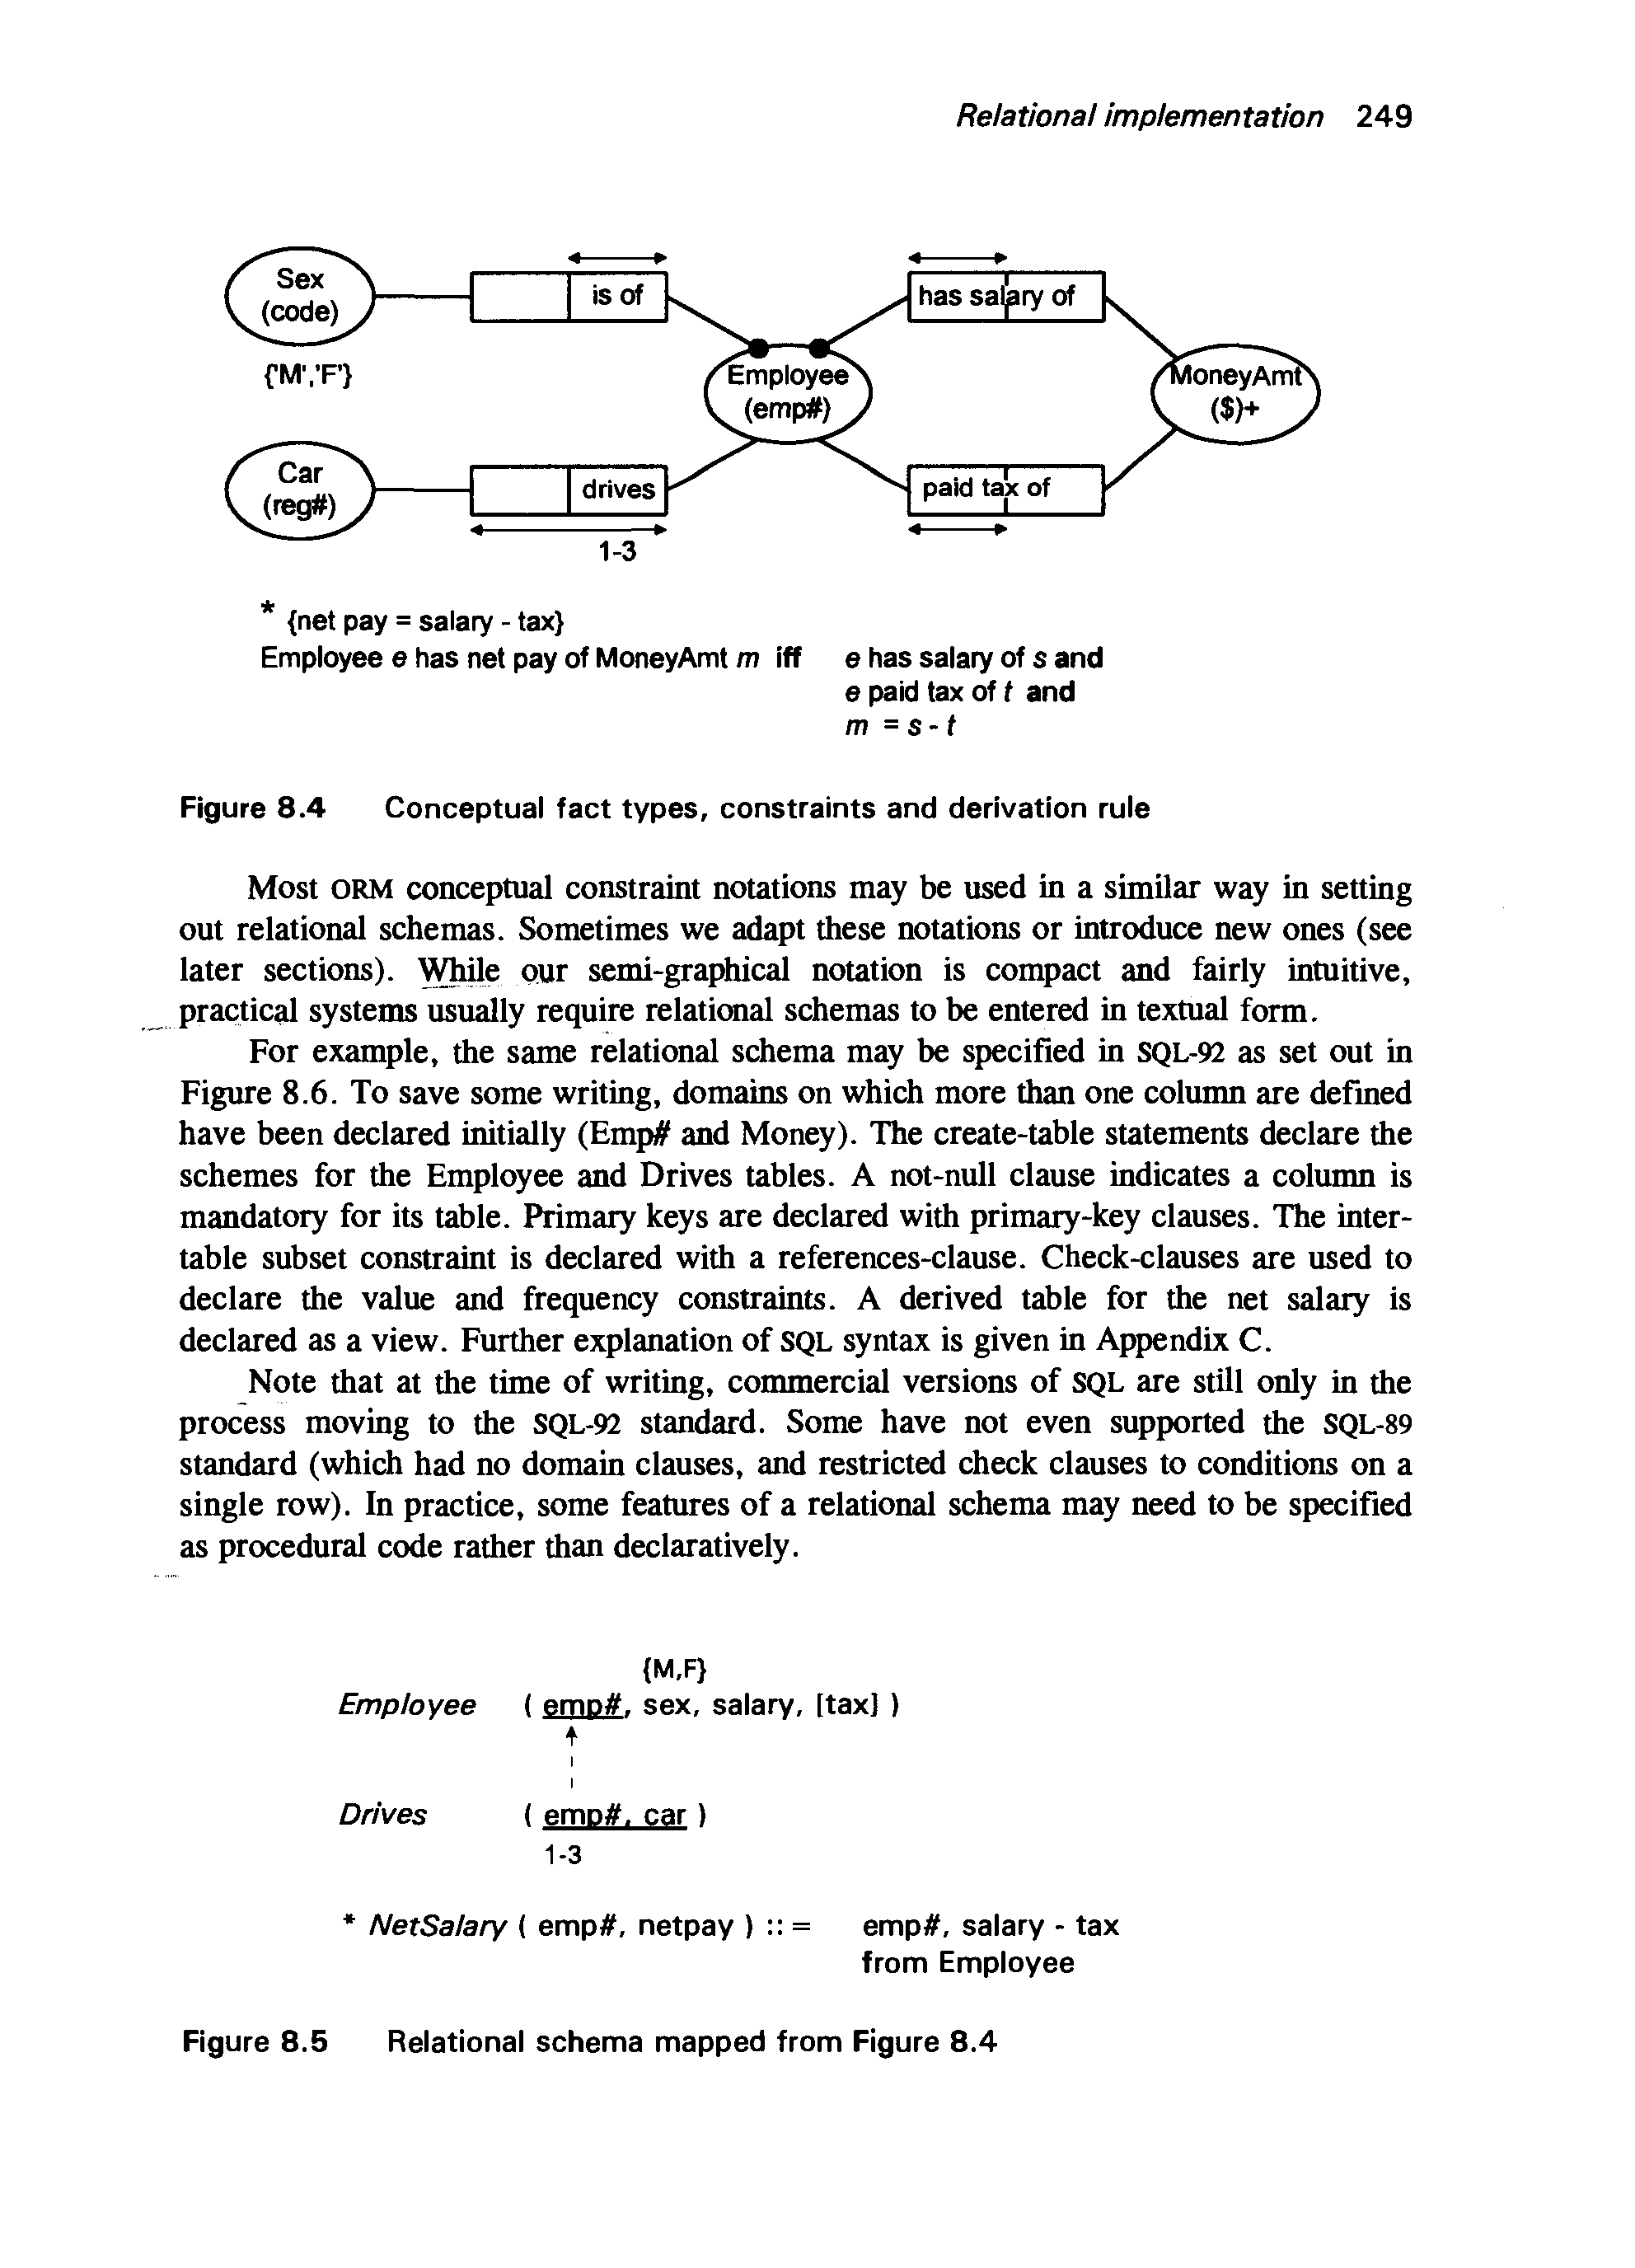 Relational implementation 249
Sex
(code)
is of
has salary of
{'M','F'}
Employee
(emp#)
MoneyAmt
($)+
Car
(reg#)
drives
paid tax of
1-3
* {net pay = salary - tax}
Employee e has net pay of MoneyAmt m iff e has salary of s and
e paid tax of t and
m = s - t
Figure 8.4 Conceptual fact types, constraints and derivation rule
Most ORM conceptual constraint notations may be used in a similar way in setting
out relational schemas. Sometimes we adapt these notations or introduce new ones (see
later sections). While our semi-graphical notation is compact and fairly intuitive,
practical systems usually require relational schemas to be entered in textual form.
For example, the same relational schema may be specified in SQL-92 as set out in
Figure 8.6. To save some writing, domains on which more than one column are defined
have been declared initially (Emp# and Money). The create-table statements declare the
schemes for the Employee and Drives tables. A not-null clause indicates a column is
mandatory for its table. Primary keys are declared with primary-key clauses. The inter-
table subset constraint is declared with a references-clause. Check-clauses are used to
declare the value and frequency constraints. A derived table for the net salary is
declared as a view. Further explanation of SQL syntax is given in Appendix C.
Note that at the time of writing, commercial versions of SQL are still only in the
process moving to the SQL-92 standard. Some have not even supported the SQL-89
standard (which had no domain clauses, and restricted check clauses to conditions on a
single row). In practice, some features of a relational schema may need to be specified
as procedural code rather than declaratively.
{M,F}
Employee ( emp#, sex, salary, [tax] )
Drives ( emp#, car )
1-3
* NetSalary ( emp#, netpay ) ::= emp#, salary - tax
from Employee
Figure 8.5 Relational schema mapped from Figure 8.4